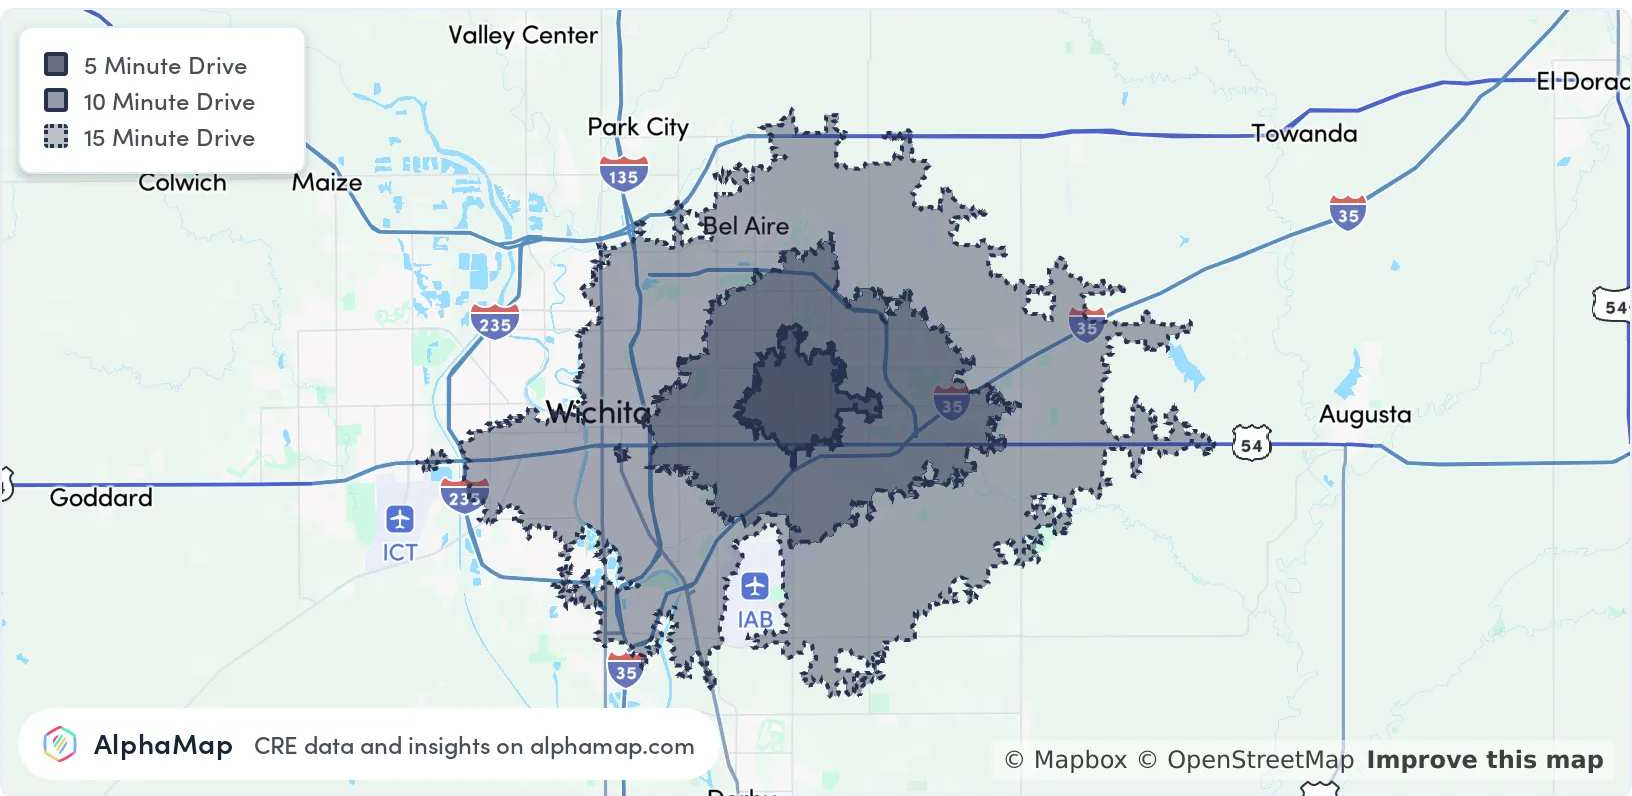 Valley Center
5 Minute Drive
10 Minute Drive
15 Minute Drive
El Dorac
Park City
Towanda
135
Colwich
Maize
35
Bel Aire
54
235
35
35
Wichita
Augusta
54
235
Goddard
ICT
IAB
35
AlphaMap
CRE data and insights on alphamap.com
© Mapbox © OpenStreetMap Improve this map